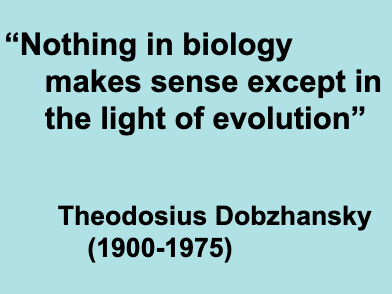 “Nothing in biology
makes sense except in
the light of evolution”
Theodosius Dobzhansky
(1900-1975)